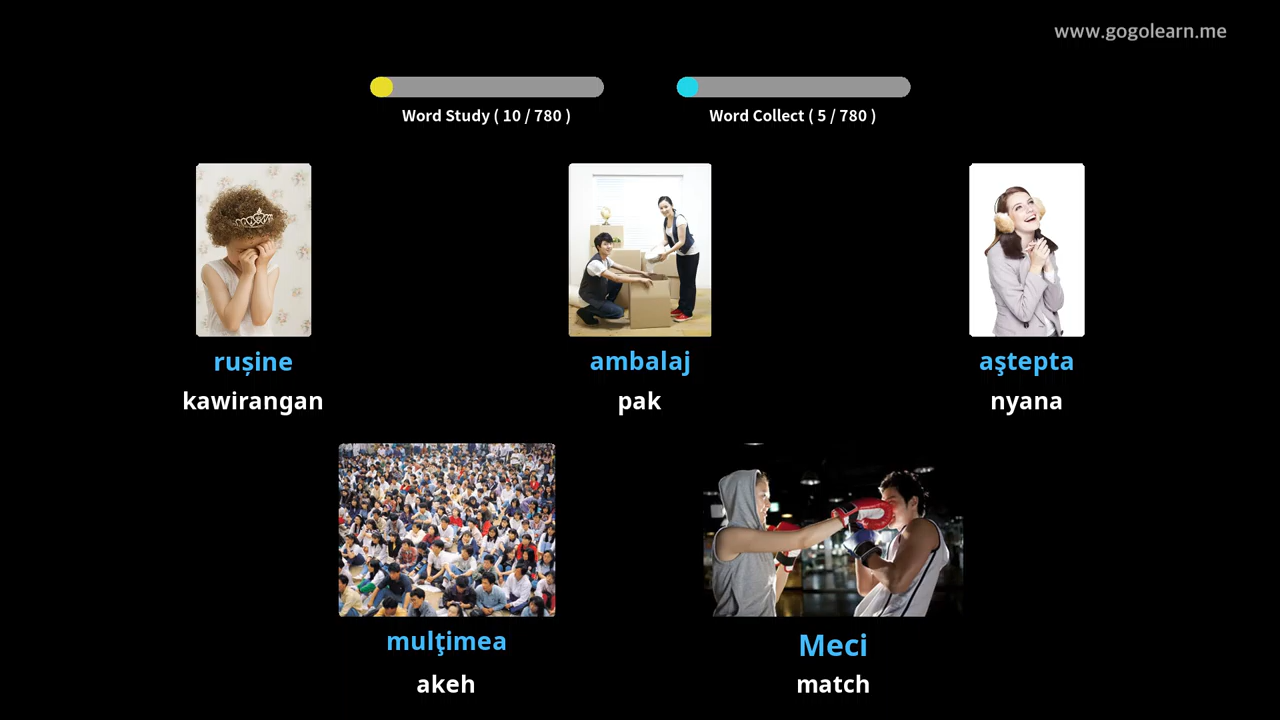 www.gogolearn.me
Word Study ( 10 / 780 )
Word Collect ( 5 / 780 )
rușine
ambalaj
aştepta
kawirangan
pak
nyana
mulţimea
Meci
akeh
match